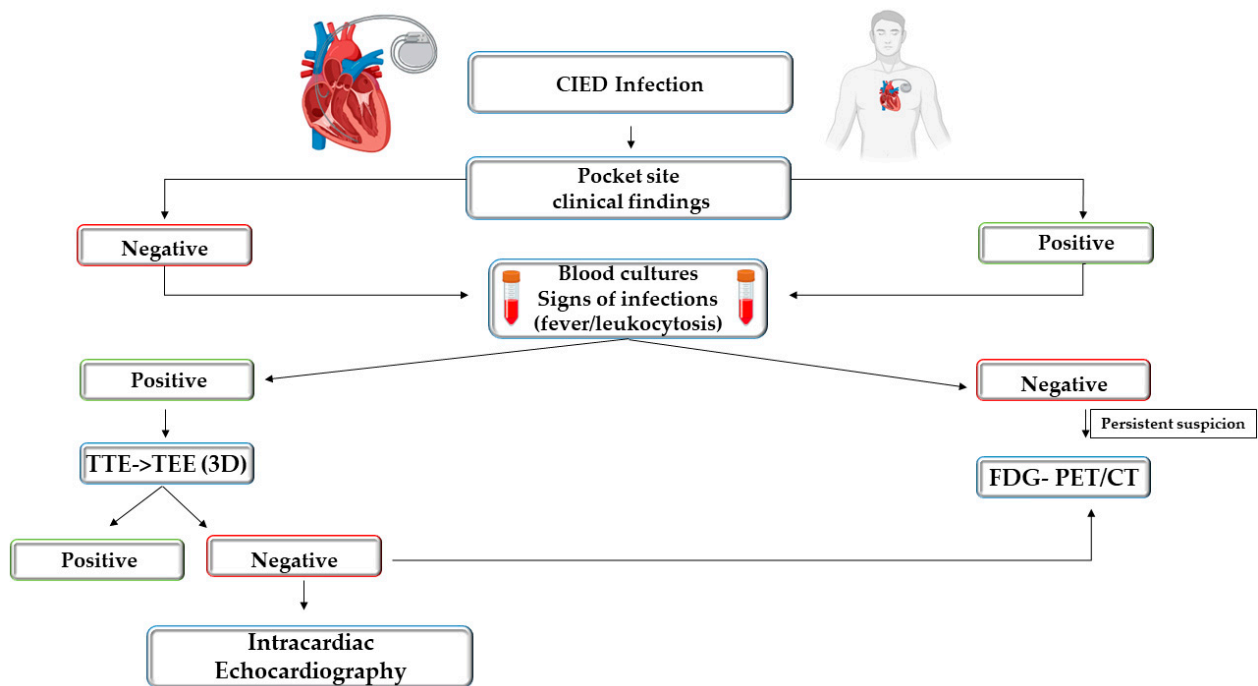 CIED Infection
Pocket site
clinical findings
Negative
Positive
Blood cultures
Signs of infections
(fever/leukocytosis)
Positive
Negative
Persistent suspicion
TTE->TEE (3D)
FDG- PET/CT
Positive
Negative
Intracardiac
Echocardiography